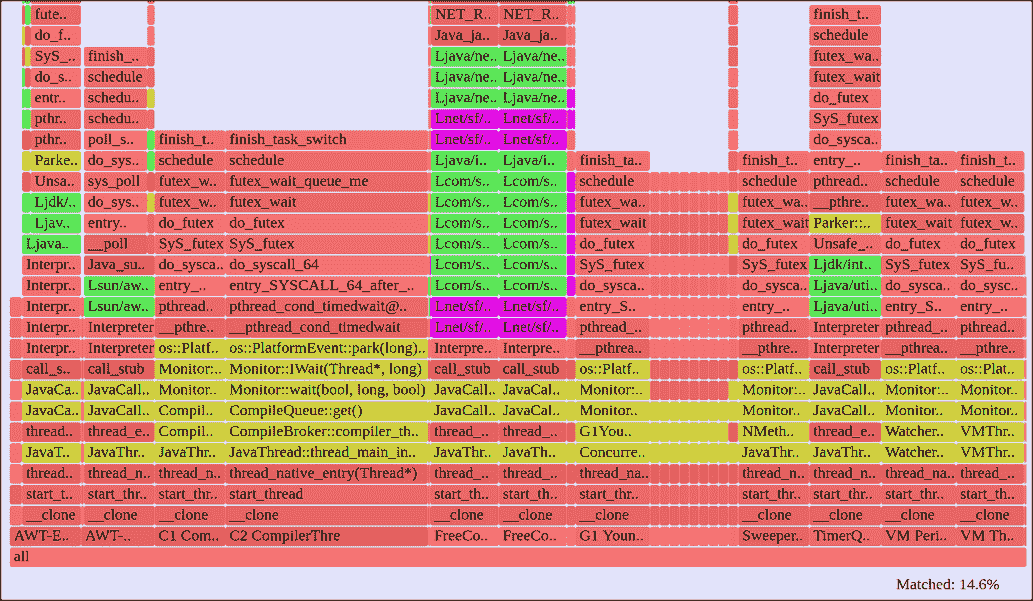 fute.. NET_R.. NET_R.. finish_t..
do_f.. Java_ja.. Java_ja.. schedule
SyS_.. finish_.. Ljava/ne.. Ljava/ne.. futex_wa..
do_s.. schedule Ljava/ne.. Ljava/ne.. futex_wait
entr.. schedu.. Ljava/ne.. Ljava/ne.. do_futex
pthr.. schedu.. Lnet/sf/.. Lnet/sf/.. SyS_futex
pthr.. poll_s.. finish_t.. finish_task_switch Lnet/sf/.. Lnet/sf/.. do_sysca..
Parke.. do_sys.. schedule schedule Ljava/i.. Ljava/i.. finish_ta.. finish_t.. entry_.. finish_ta.. finish_t..
Unsa.. sys_poll futex_w.. futex_wait_queue_me Lcom/s.. Lcom/s.. schedule schedule pthread.. schedule schedule
Ljdk/.. do_sys.. futex_w.. futex_wait Lcom/s.. Lcom/s.. futex_wa.. futex_wa.. __pthre.. futex_wa.. futex_w..
Ljav.. entry.. do_futex do_futex Lcom/s.. Lcom/s.. futex_wait futex_wait Parker::.. futex_wait futex_w..
Ljava.. __poll SyS_futex SyS_futex Lcom/s.. Lcom/s.. do_futex do_futex Unsafe_.. do_futex do_futex
Interpr.. Java_su.. do_sysca.. do_syscall_64 Lcom/s.. Lcom/s.. SyS_futex SyS_futex Ljdk/int.. SyS_futex SyS_fu..
Interpr.. Lsun/aw.. entry_.. entry_SYSCALL_64_after_.. Lcom/s.. Lcom/s.. do_sysca.. do_sysca.. Ljava/uti.. do_sysca.. do_sysc..
Interpr.. Lsun/aw.. pthread.. pthread_cond_timedwait@.. Lnet/sf/.. Lnet/sf/.. entry_S.. entry_.. Ljava/uti.. entry_S.. entry_..
Interpr.. Interpreter __pthre.. __pthread_cond_timedwait Lnet/sf/.. Lnet/sf/.. pthread_.. pthread.. Interpreter pthread_.. pthread..
Interpr.. Interpreter os::Platf.. os::PlatformEvent::park(long).. Interpre.. Interpre.. __pthrea.. __pthre.. Interpreter __pthrea.. __pthre..
call_s.. call_stub Monitor:.. Monitor::IWait(Thread*, long) call_stub call_stub os::Platf.. os::Platf.. call_stub os::Platf.. os::Plat..
JavaCa.. JavaCall.. Monitor.. Monitor::wait(bool, long, bool) JavaCall.. JavaCall.. Monitor:.. Monitor:.. JavaCall.. Monitor:.. Monitor..
JavaCa.. JavaCall.. Compil.. CompileQueue::get() JavaCall.. JavaCall.. Monitor.. Monitor.. JavaCall.. Monitor.. Monitor..
thread.. thread_e.. Compil.. CompileBroker::compiler_th.. thread_.. thread_.. G1You.. NMeth.. thread_e.. Watcher.. VMThr..
JavaT.. JavaThr.. JavaThr.. JavaThread::thread_main_in.. JavaThr.. JavaTh.. Concurre.. JavaThr.. JavaThr.. Watcher.. VMThr..
thread.. thread_n.. thread_n.. thread_native_entry(Thread*) thread_.. thread_.. thread_na.. thread_n.. thread_n.. thread_na.. thread_n..
start_t.. start_thr.. start_thr.. start_thread start_th.. start_th.. start_thr.. start_thr.. start_thr.. start_thr.. start_thr..
__clone __clone __clone __clone __clone __clone __clone __clone __clone __clone __clone
AWT-E.. AWT-.. C1 Com.. C2 CompilerThre FreeCo.. FreeCo.. G1 Youn.. Sweeper.. TimerQ.. VM Peri.. VM Th..
all
Matched: 14.6%